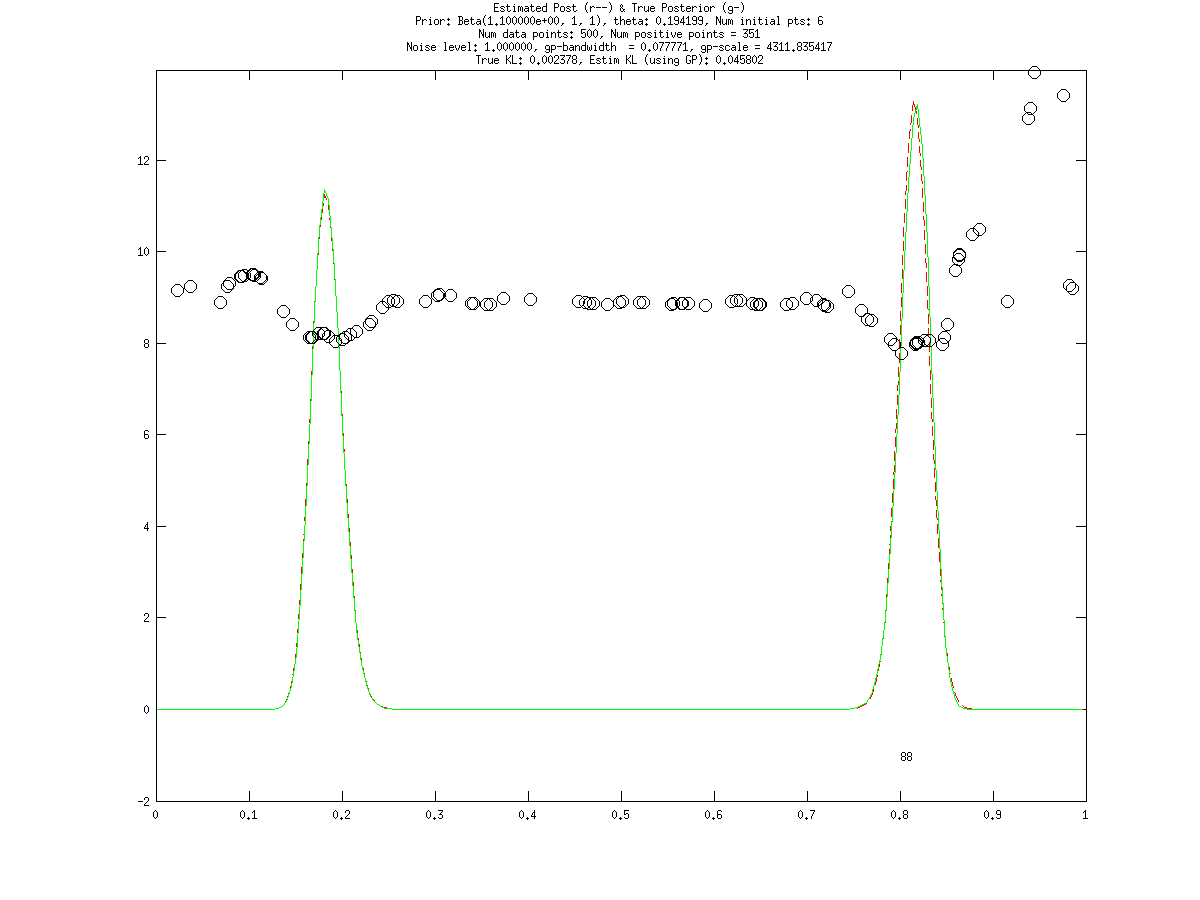 Estimated Post (r--) & True Posterior (g-)
Prior: Beta(1.100000e+00, 1, 1), theta: 0.194199, Num initial pts: 6
Num data points: 500, Num positive points = 351
Noise level: 1.000000, gp-bandwidth  = 0.077771, gp-scale = 4311.835417
True KL: 0.002378, Estim KL (using GP): 0.045802
12
10
8
6
4
2
0
88
-2
0 0.1 0.2 0.3 0.4 0.5 0.6 0.7 0.8 0.9 1